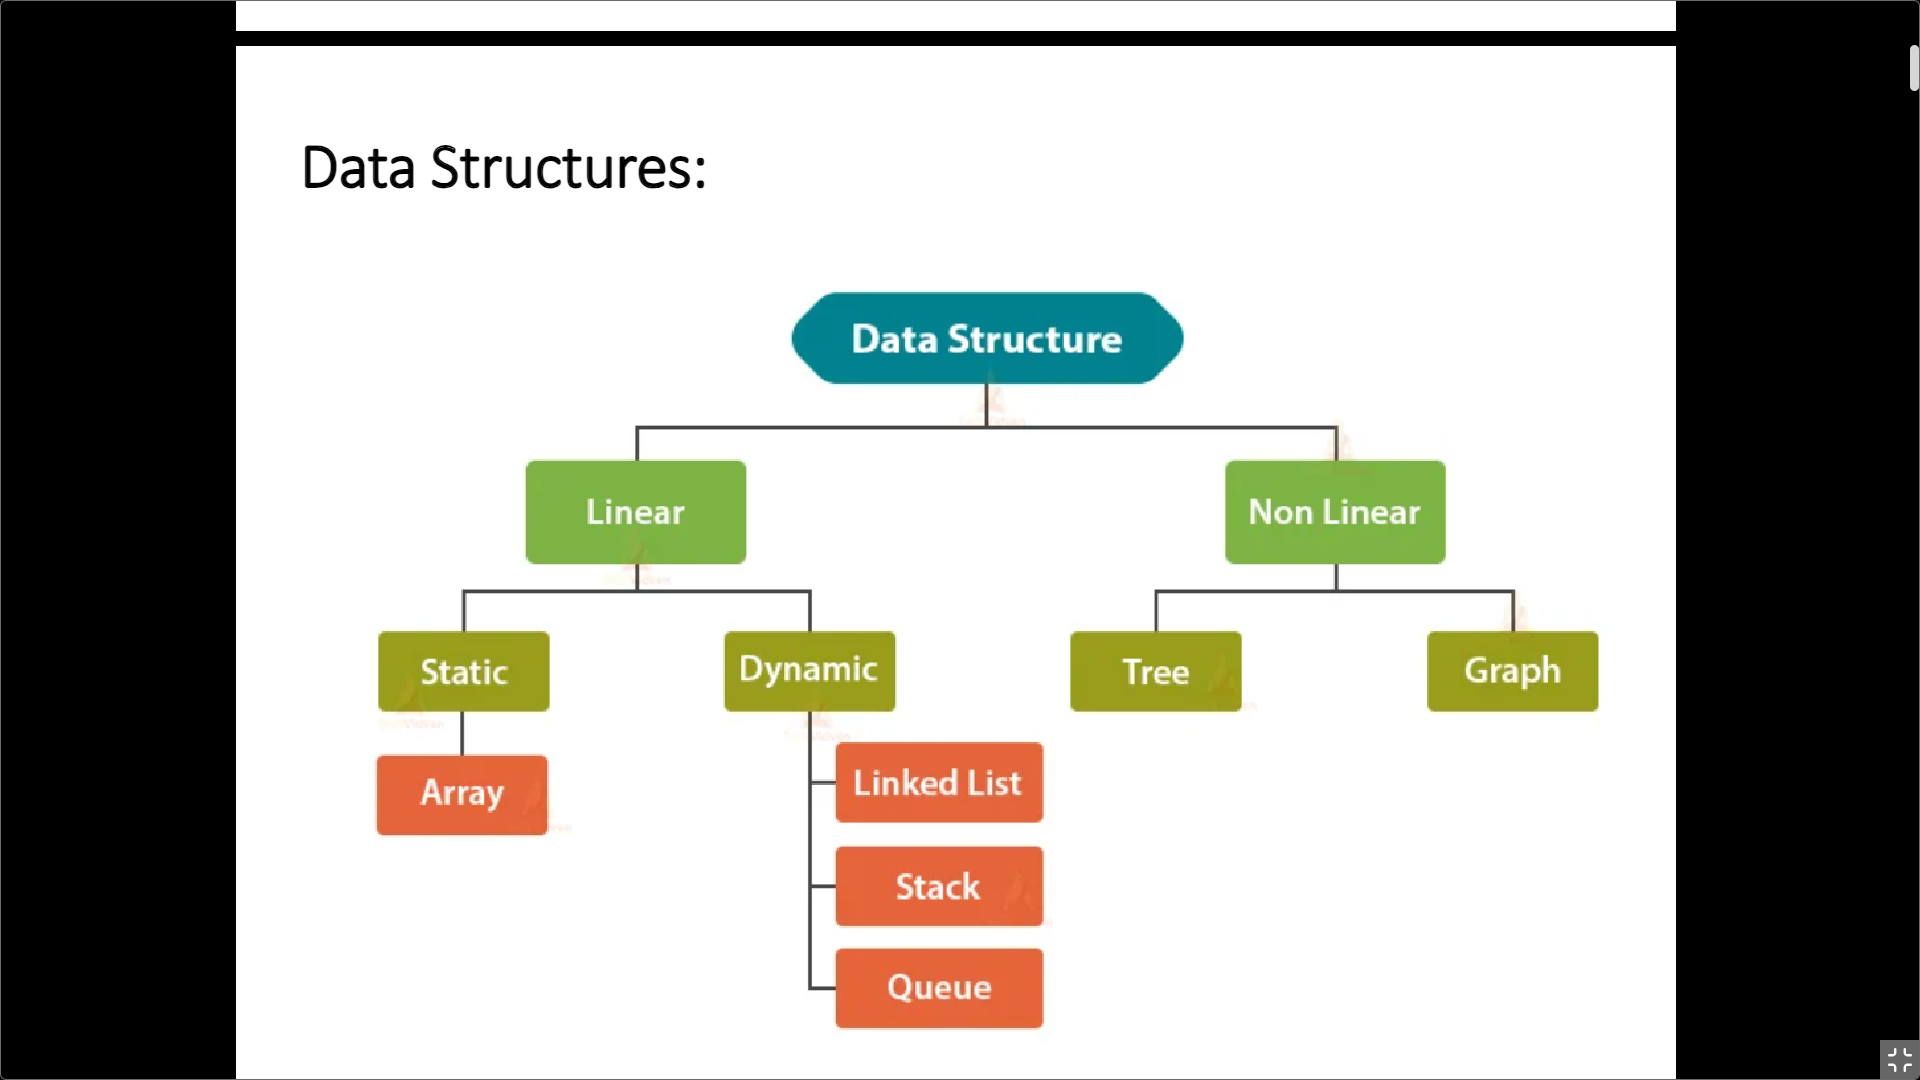 Data Structures:
Data Structure
Linear
Non Linear
Static
Dynamic
Tree
Graph
Array
Linked List
Stack
Queue